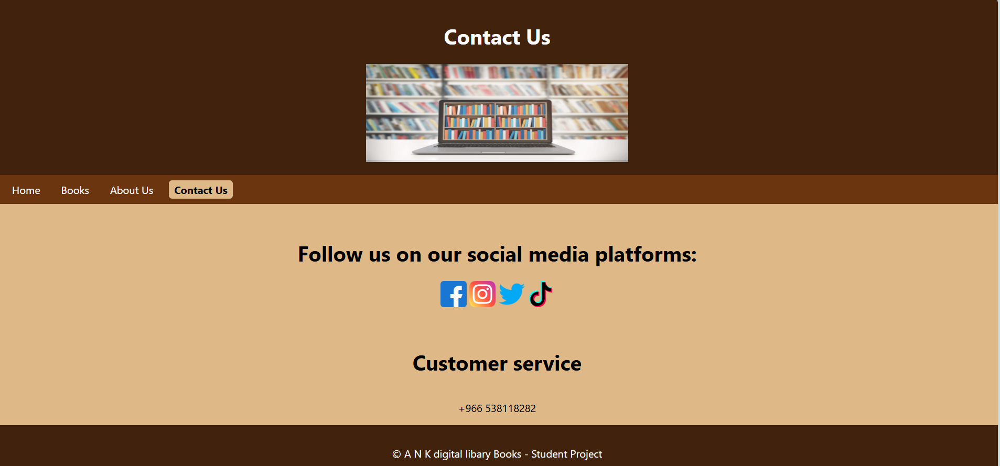 Contact Us
Home Books About Us Contact Us
Follow us on our social media platforms:
Customer service
+966 538118282
© A N K digital libary Books - Student Project